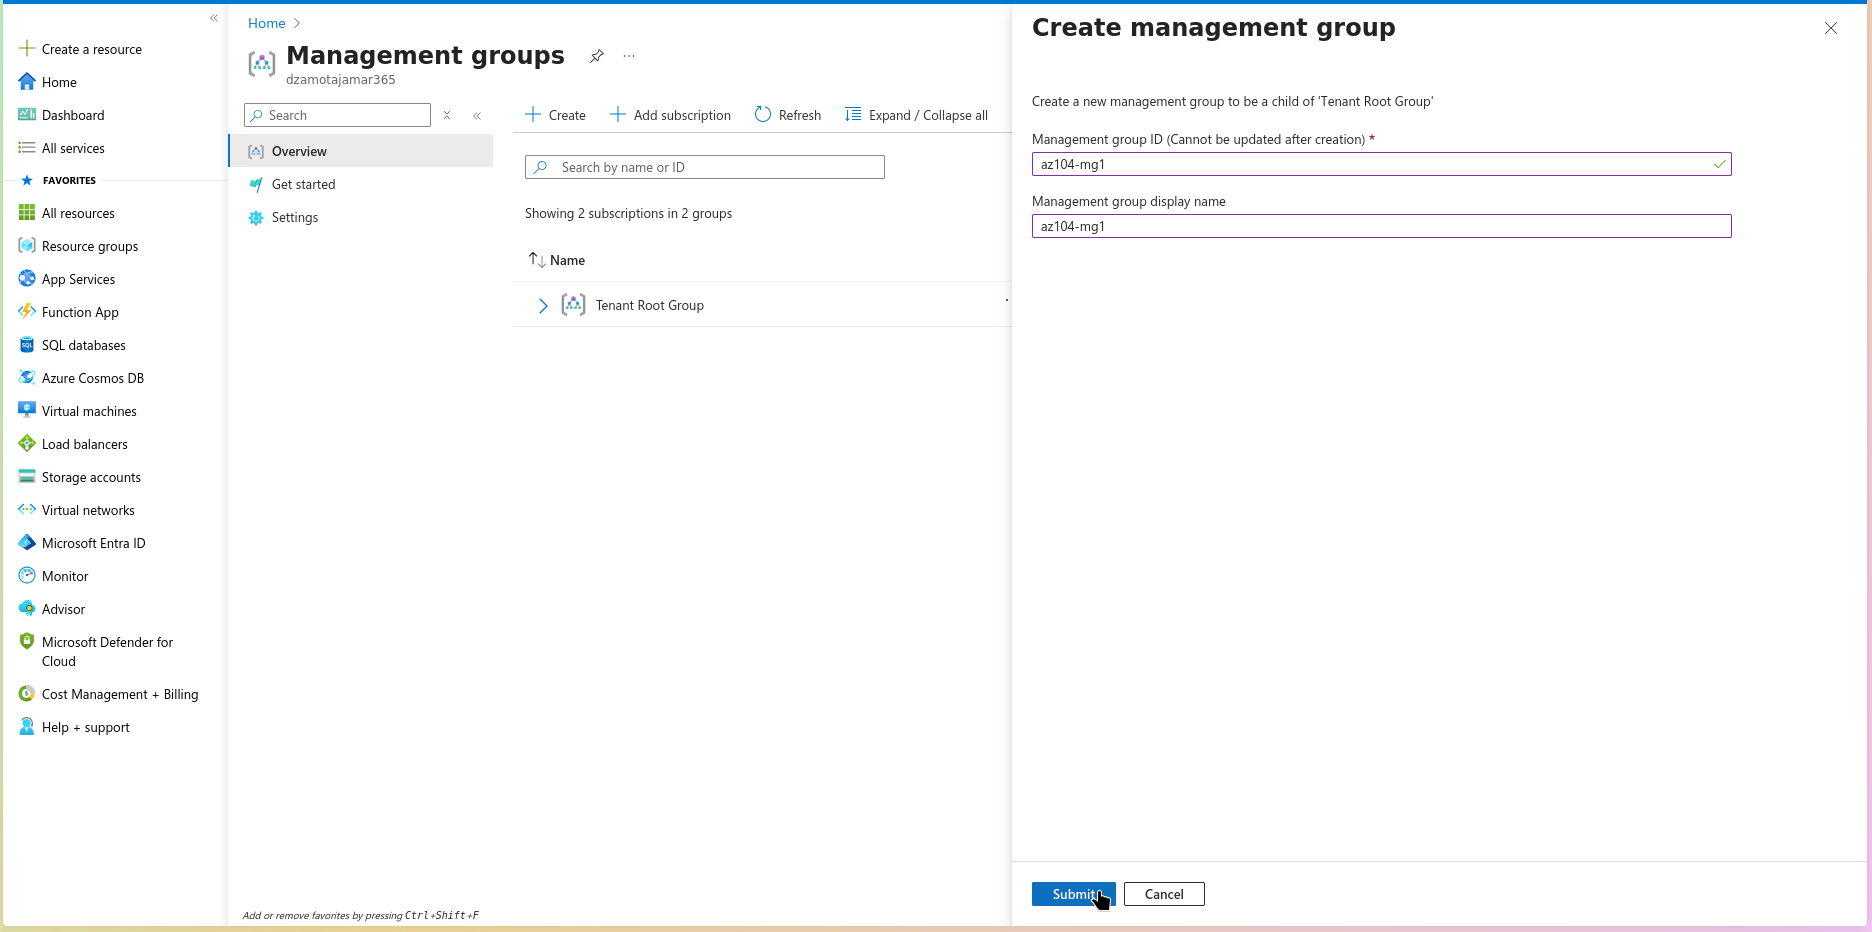 Create a resource
Home
Dashboard
All services
FAVORITES
All resources
Resource groups
App Services
Function App
SQL databases
Azure Cosmos DB
Virtual machines
Load balancers
Storage accounts
Virtual networks
Microsoft Entra ID
Monitor
Advisor
Microsoft Defender for
Cloud
Cost Management + Billing
Help + support
Home
Management groups
dzamotajamar365
Search
Overview
Get started
Settings
Add or remove favorites by pressing Ctrl+Shift+F
Create Add subscription Refresh Expand / Collapse all
Search by name or ID
Showing 2 subscriptions in 2 groups
Name
Tenant Root Group
Create management group
Create a new management group to be a child of 'Tenant Root Group'
Management group ID (Cannot be updated after creation) *
az104-mg1
Management group display name
az104-mg1
Submit Cancel